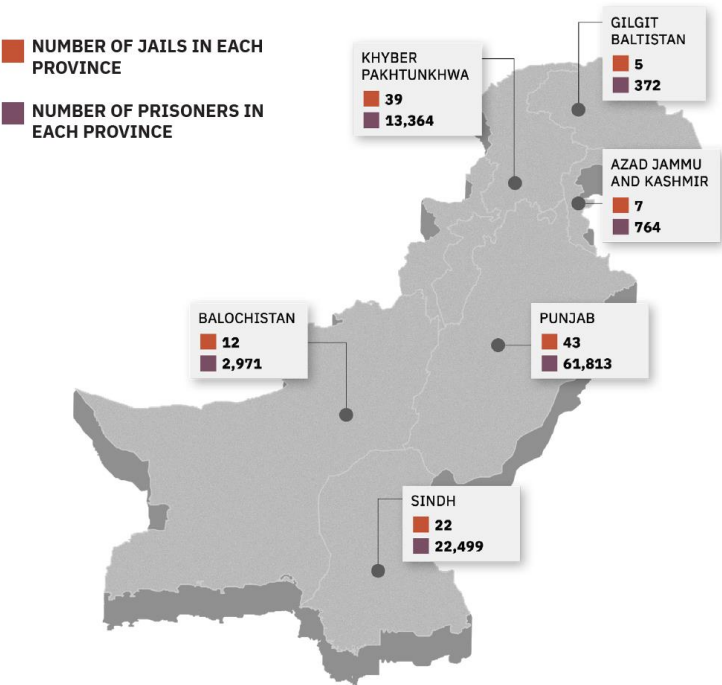 NUMBER OF JAILS IN EACH
PROVINCE
NUMBER OF PRISONERS IN
EACH PROVINCE
GILGIT
BALTISTAN
5
372
KHYBER
PAKHTUNKHWA
39
13,364
AZAD JAMMU
AND KASHMIR
7
764
BALOCHISTAN
12
2,971
PUNJAB
43
61,813
SINDH
22
22,499